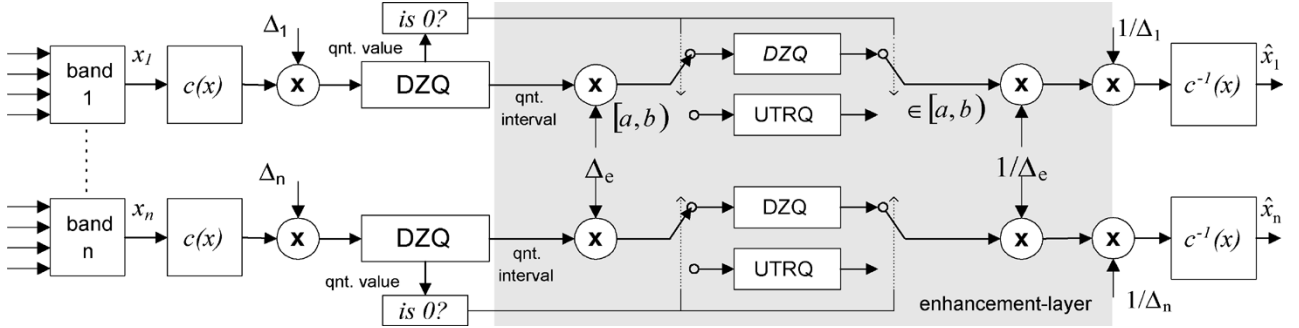 is 0?
Δ₁
qnt. value
1/Δ₁
band 1
x₁
c(x)
X
DZQ
qnt. interval
X
[a,b)
DZQ
UTRQ
∈[a,b)
X
X
c⁻¹(x)
x̂₁
Δₙ
Δₑ
1/Δₑ
band n
xₙ
c(x)
X
DZQ
qnt. interval
X
DZQ
UTRQ
X
X
c⁻¹(x)
x̂ₙ
qnt. value
is 0?
enhancement-layer
1/Δₙ